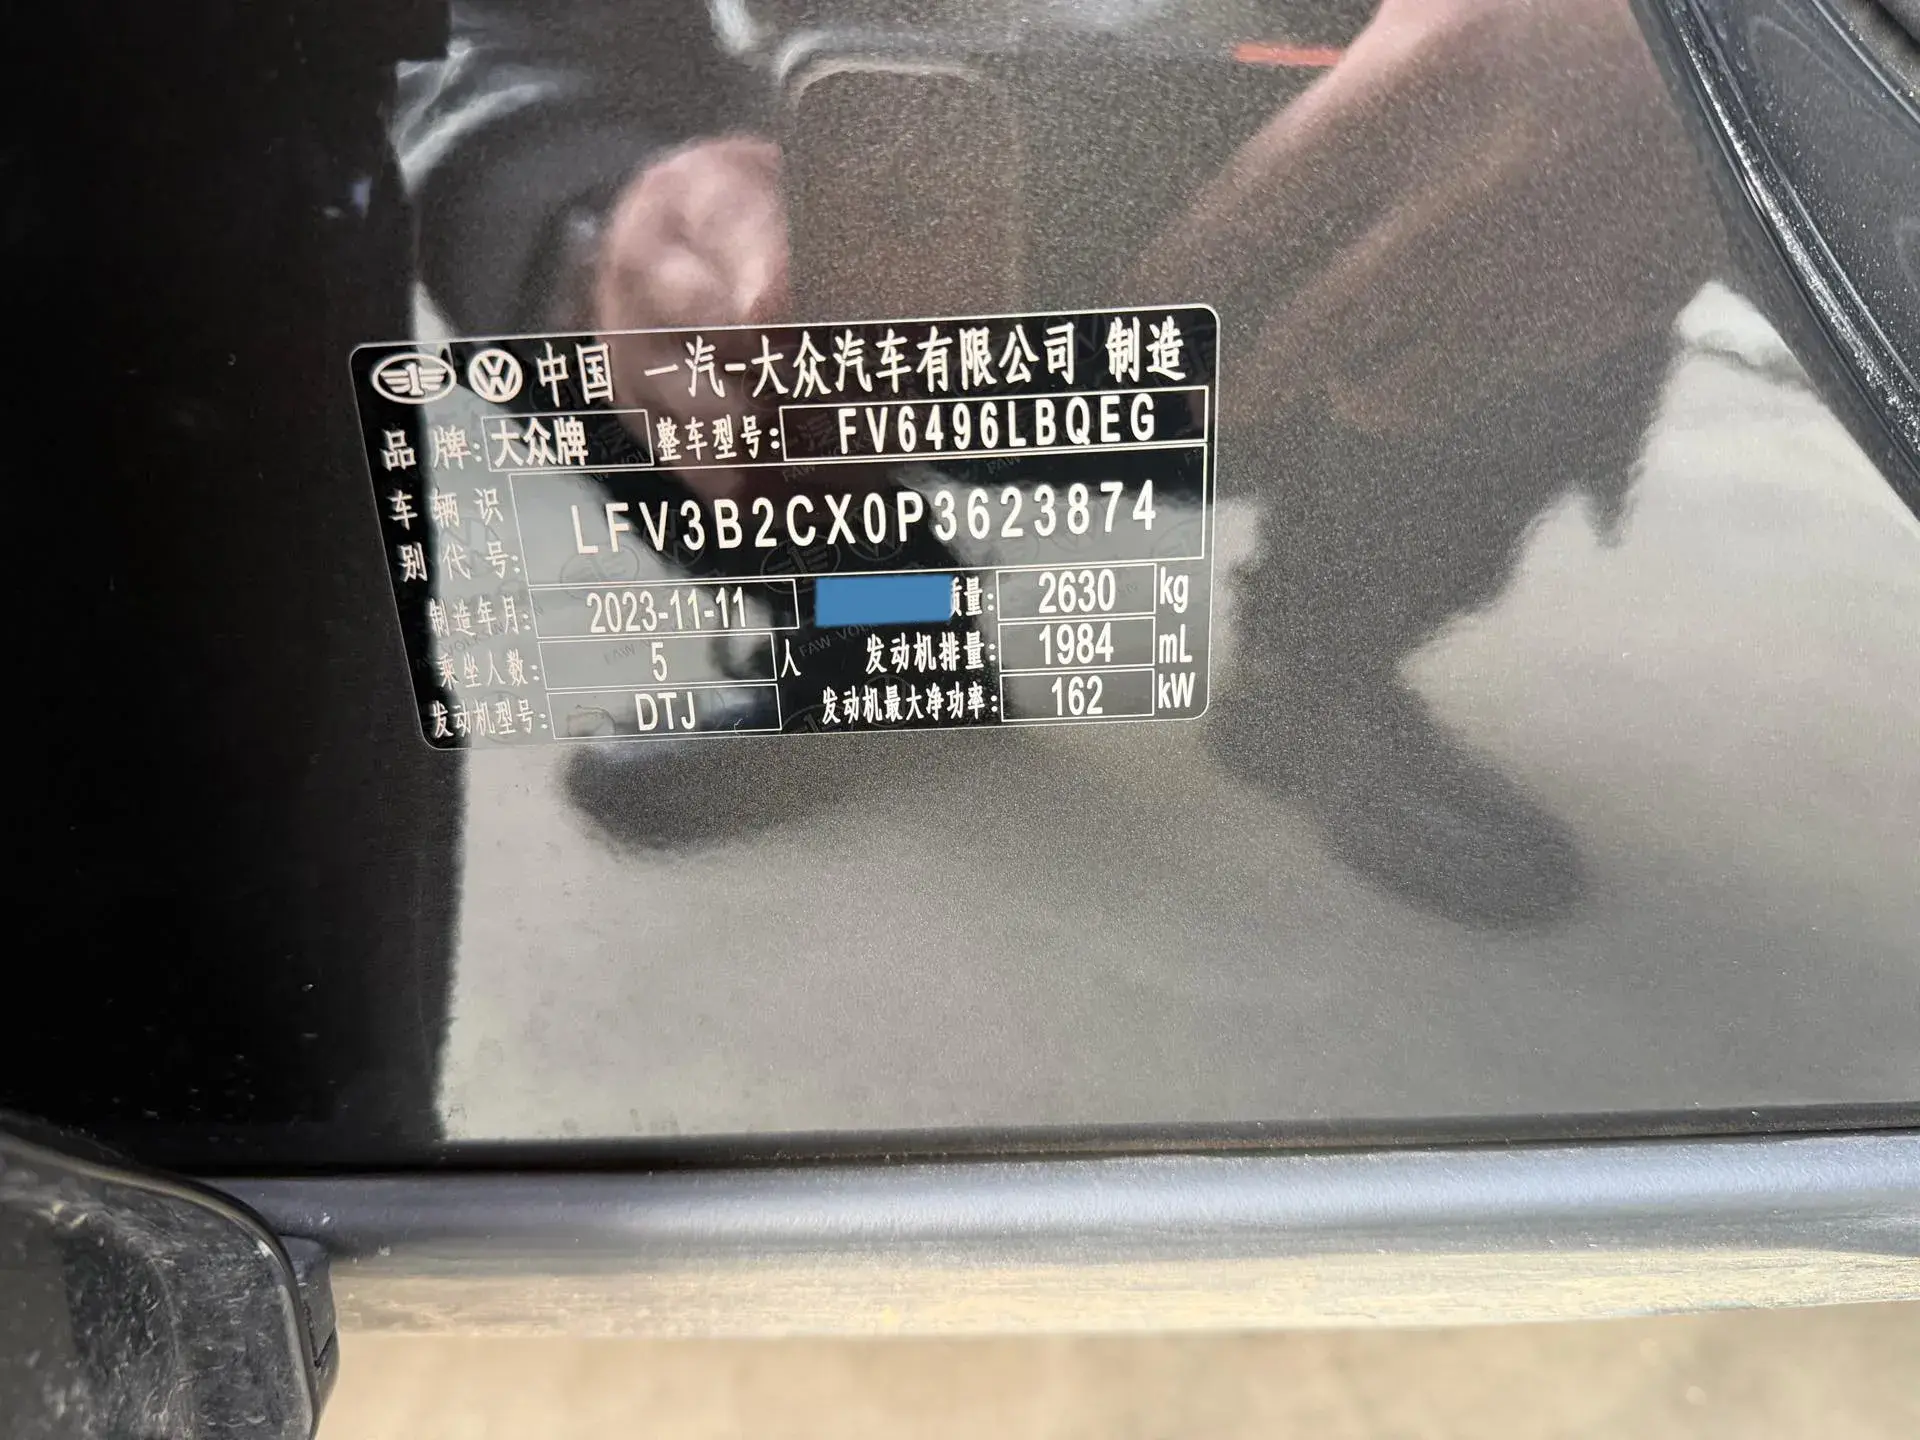 中国 一汽-大众汽车有限公司 制造
品牌: 大众牌 整车型号: FV6496LBQEG
车辆识别代号: LFV3B2CX0P3623874
制造年月: 2023-11-11 质量: 2630 kg
乘坐人数: 5 人 发动机排量: 1984 mL
发动机型号: DTJ 发动机最大净功率: 162 kW